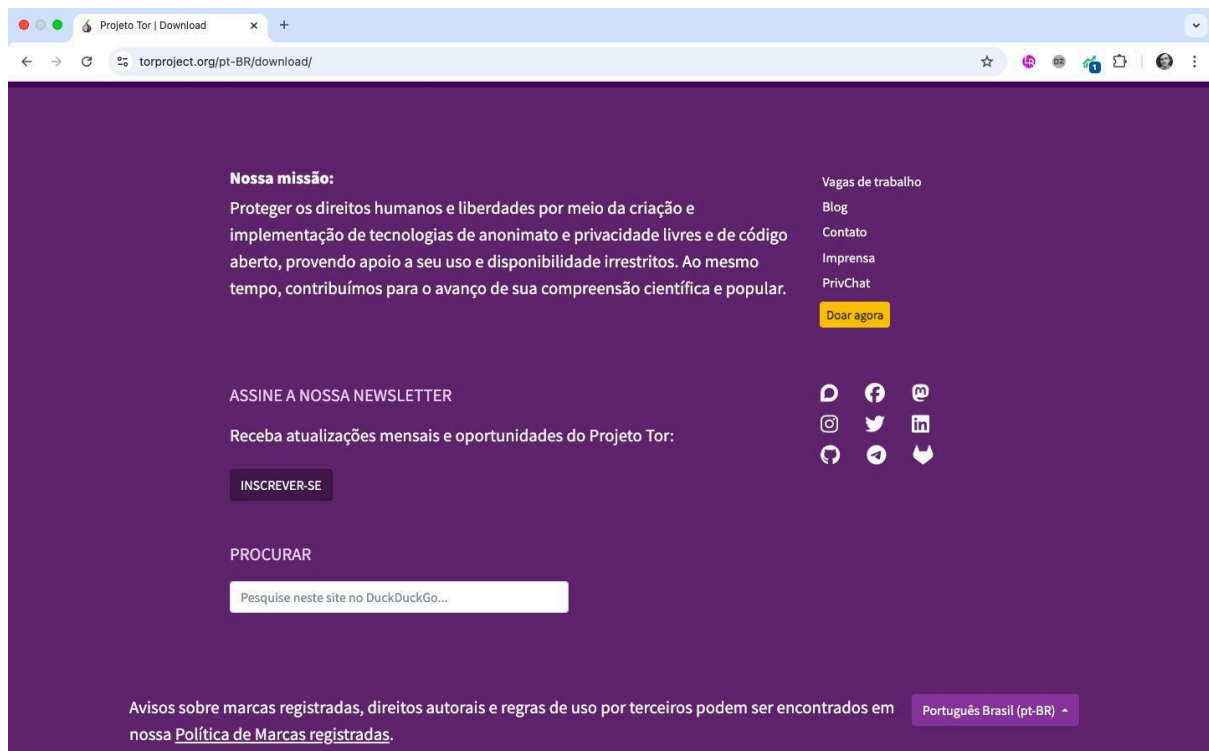 Projeto Tor | Download
torproject.org/pt-BR/download/
1
Nossa missão:
Proteger os direitos humanos e liberdades por meio da criação e
implementação de tecnologias de anonimato e privacidade livres e de código
aberto, provendo apoio a seu uso e disponibilidade irrestritos. Ao mesmo
tempo, contribuímos para o avanço de sua compreensão científica e popular.
Vagas de trabalho
Blog
Contato
Imprensa
PrivChat
Doar agora
ASSINE A NOSSA NEWSLETTER
Receba atualizações mensais e oportunidades do Projeto Tor:
INSCREVER-SE
PROCURAR
Pesquise neste site no DuckDuckGo...
Avisos sobre marcas registradas, direitos autorais e regras de uso por terceiros podem ser encontrados em
nossa Política de Marcas registradas.
Português Brasil (pt-BR)